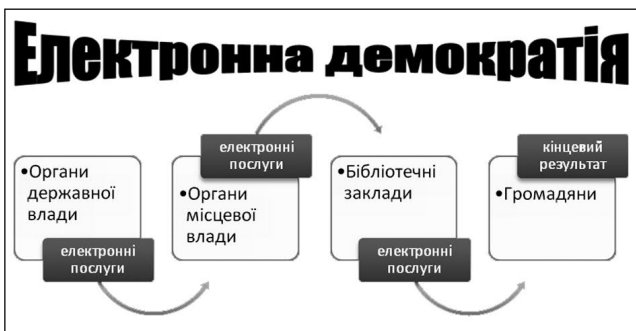 Електронна демократія
•Органи
державної
влади
електронні
послуги
електронні
послуги
•Органи
місцевої
влади
•Бібліотечні
заклади
електронні
послуги
кінцевий
результат
•Громадяни